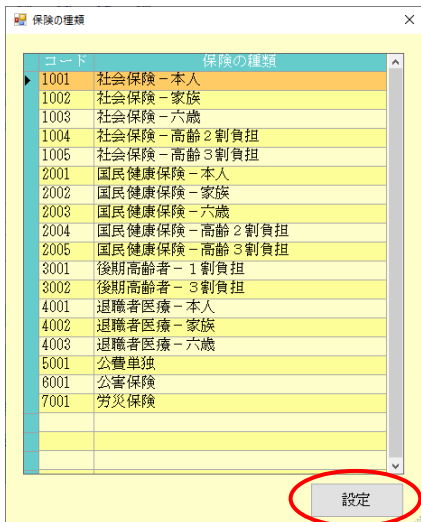 保険の種類
コード 保険の種類
1001 社会保険－本人
1002 社会保険－家族
1003 社会保険－六歳
1004 社会保険－高齢２割負担
1005 社会保険－高齢３割負担
2001 国民健康保険－本人
2002 国民健康保険－家族
2003 国民健康保険－六歳
2004 国民健康保険－高齢２割負担
2005 国民健康保険－高齢３割負担
3001 後期高齢者－１割負担
3002 後期高齢者－３割負担
4001 退職者医療－本人
4002 退職者医療－家族
4003 退職者医療－六歳
5001 公費単独
6001 公害保険
7001 労災保険
設定